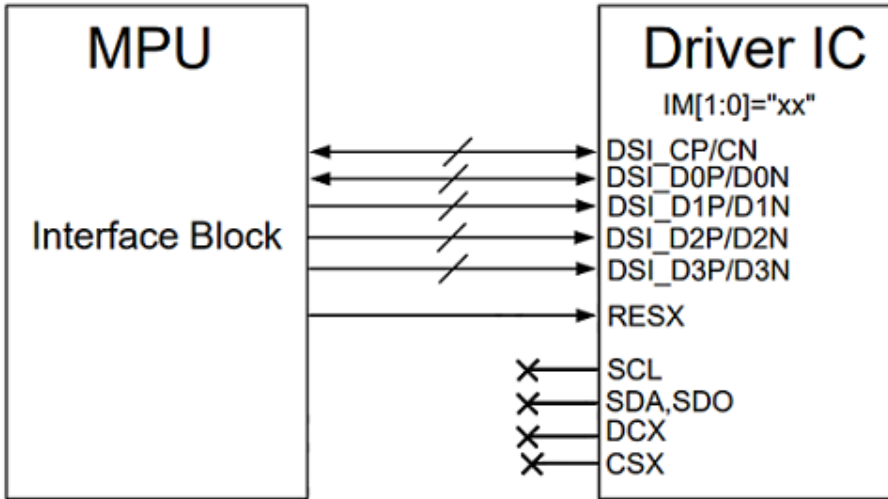 MPU
Driver IC
IM[1:0]="xx"
DSI_CP/CN
DSI_D0P/D0N
DSI_D1P/D1N
Interface Block
DSI_D2P/D2N
DSI_D3P/D3N
RESX
SCL
SDA,SDO
DCX
CSX